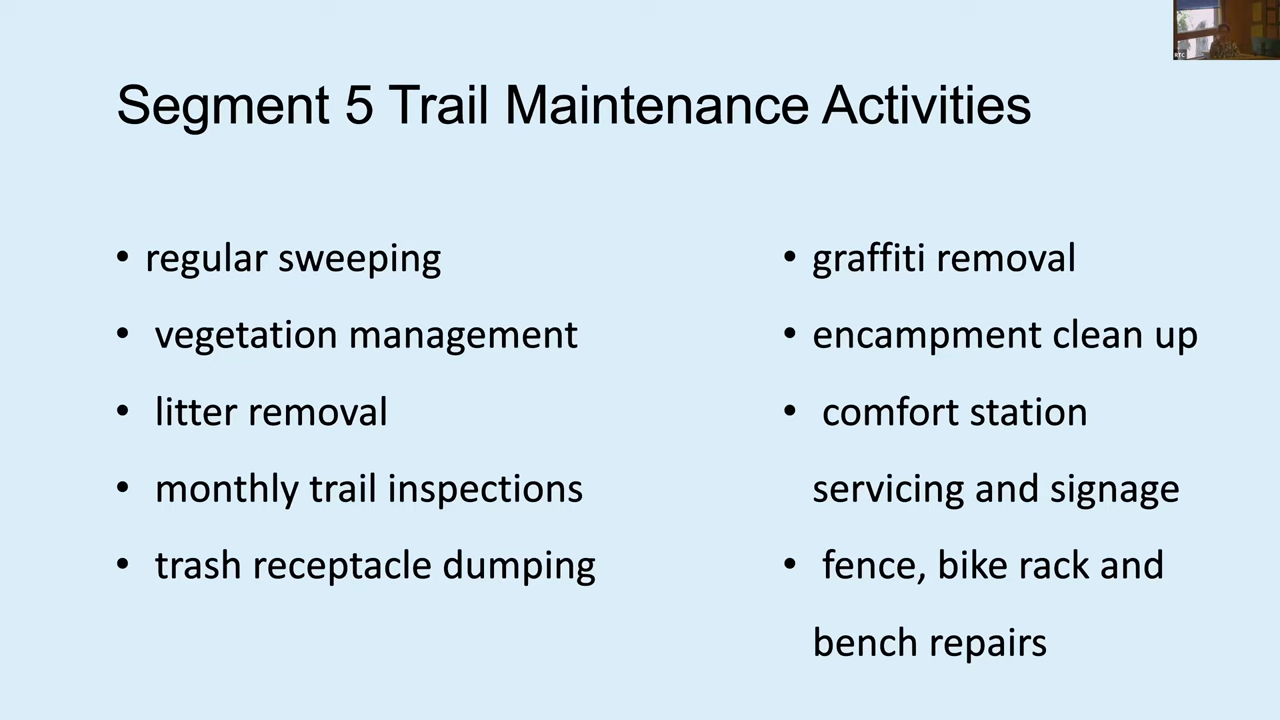 Segment 5 Trail Maintenance Activities
• regular sweeping
• vegetation management
• litter removal
• monthly trail inspections
• trash receptacle dumping
• graffiti removal
• encampment clean up
• comfort station
servicing and signage
• fence, bike rack and
bench repairs
RTC